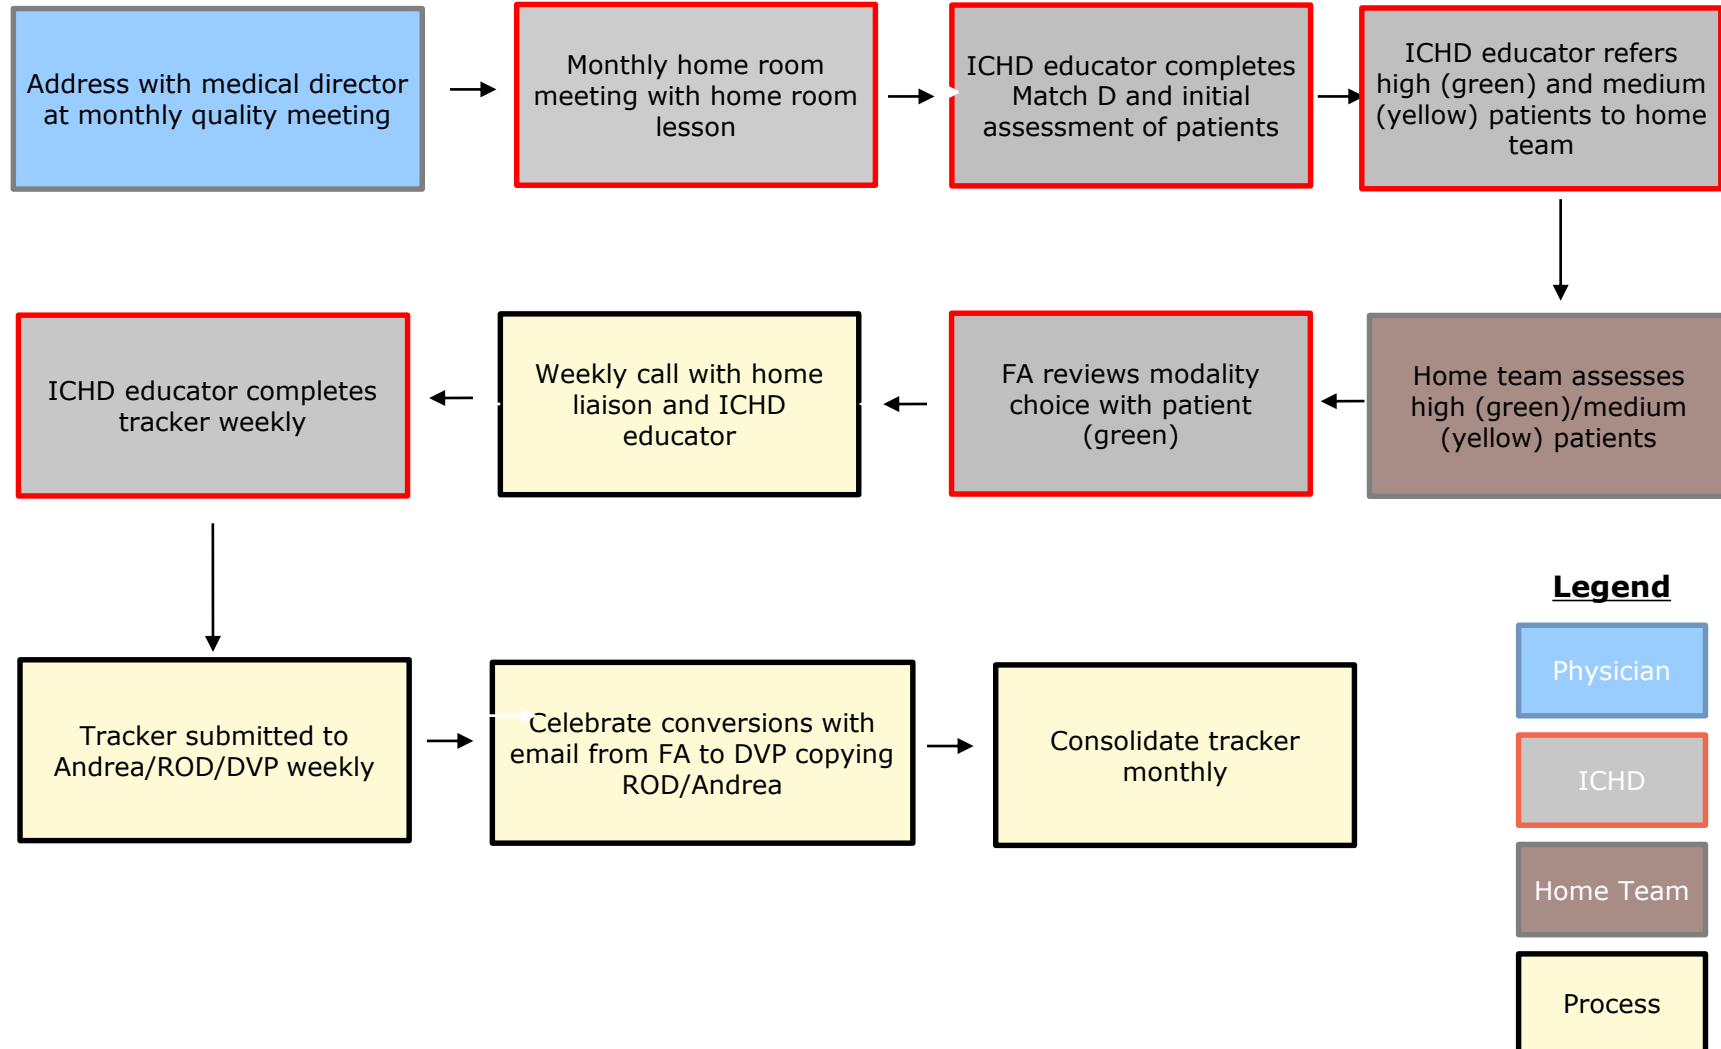 Address with medical director
at monthly quality meeting
Monthly home room
meeting with home room
lesson
ICHD educator completes
Match D and initial
assessment of patients
ICHD educator refers
high (green) and medium
(yellow) patients to home
team
ICHD educator completes
tracker weekly
Weekly call with home
liaison and ICHD
educator
FA reviews modality
choice with patient
(green)
Home team assesses
high (green)/medium
(yellow) patients
Tracker submitted to
Andrea/ROD/DVP weekly
Celebrate conversions with
email from FA to DVP copying
ROD/Andrea
Consolidate tracker
monthly
Legend
Physician
ICHD
Home Team
Process